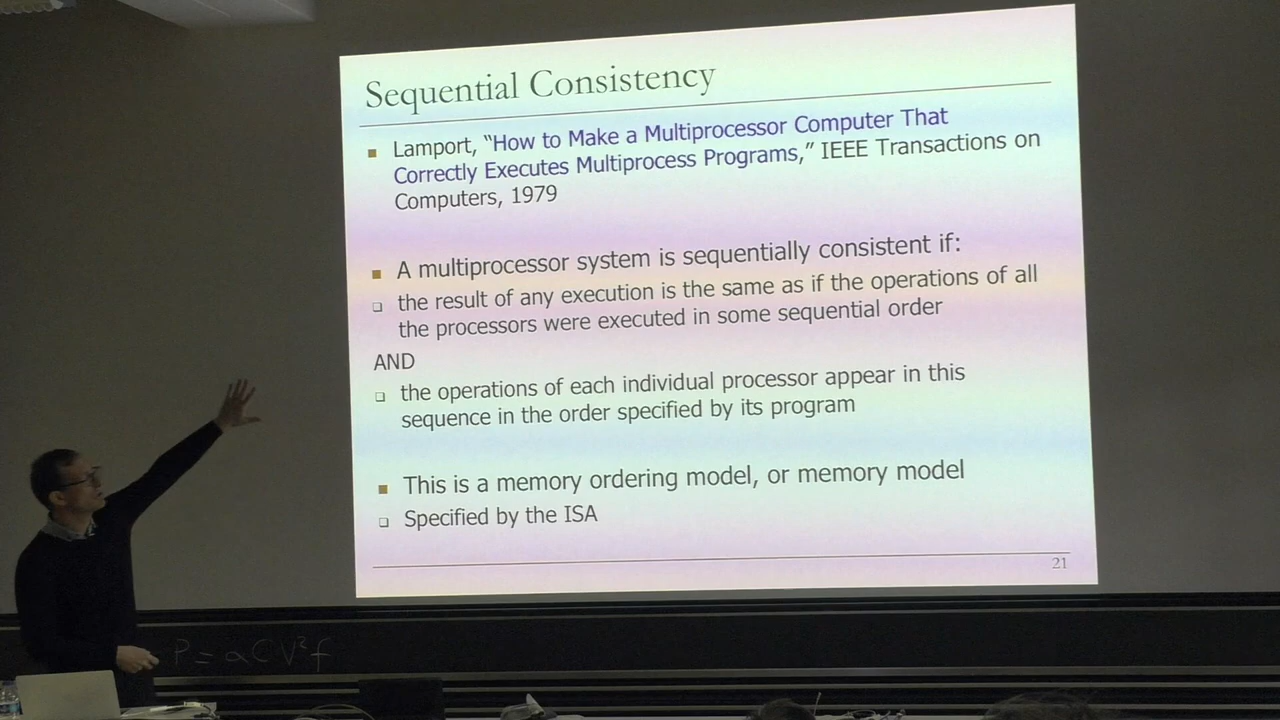 Sequential Consistency
Lamport, “How to Make a Multiprocessor Computer That
Correctly Executes Multiprocess Programs,” IEEE Transactions on
Computers, 1979
A multiprocessor system is sequentially consistent if:
the result of any execution is the same as if the operations of all
the processors were executed in some sequential order
AND
the operations of each individual processor appear in this
sequence in the order specified by its program
This is a memory ordering model, or memory model
Specified by the ISA
21
P = αCV²f